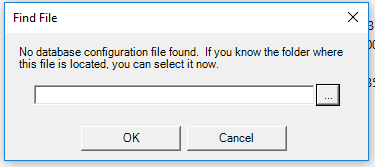 Find File
No database configuration file found.  If you know the folder where
this file is located, you can select it now.
...
OK
Cancel